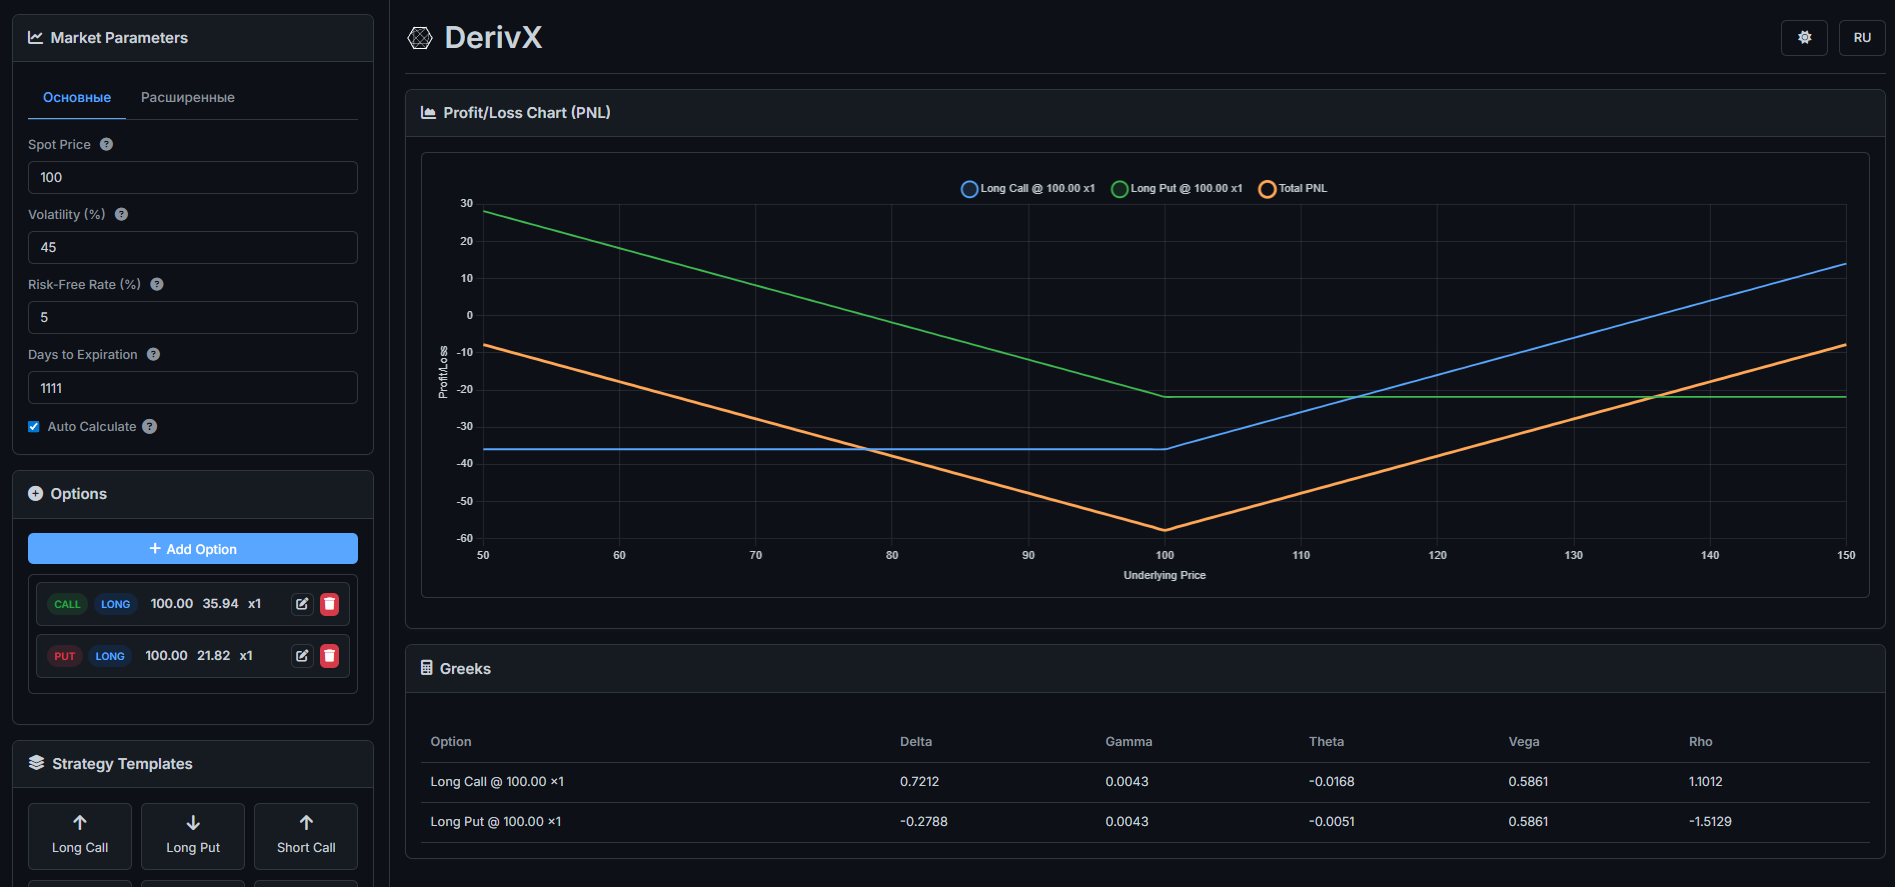 Market Parameters
Основные Расширенные
Spot Price ?
100
Volatility (%) ?
45
Risk-Free Rate (%) ?
5
Days to Expiration ?
1111
Auto Calculate ?
Options
+ Add Option
CALL LONG 100.00 35.94 x1
PUT LONG 100.00 21.82 x1
Strategy Templates
Long Call Long Put Short Call
DerivX
RU
Profit/Loss Chart (PNL)
Long Call @ 100.00 x1 Long Put @ 100.00 x1 Total PNL
30
20
10
0
-10
-20
-30
-40
-50
-60
Profit/Loss
50 60 70 80 90 100 110 120 130 140 150
Underlying Price
Greeks
Option Delta Gamma Theta Vega Rho
Long Call @ 100.00 ×1 0.7212 0.0043 -0.0168 0.5861 1.1012
Long Put @ 100.00 ×1 -0.2788 0.0043 -0.0051 0.5861 -1.5129